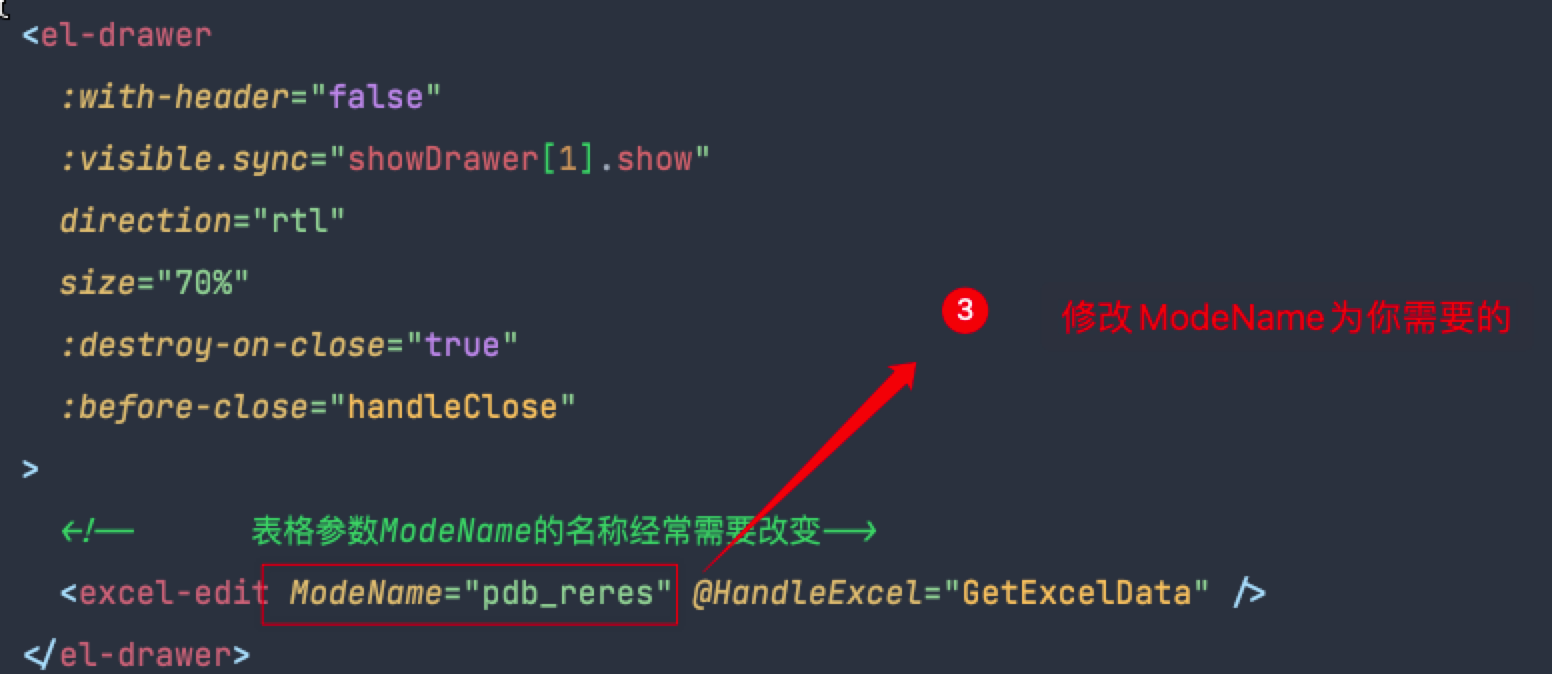 <el-drawer
:with-header="false"
:visible.sync="showDrawer[1].show"
direction="rtl"
size="70%"
:destroy-on-close="true"
:before-close="handleClose"
>
3 修改ModeName为你需要的
<!-- 表格参数ModeName的名称经常需要改变-->
<excel-edit ModeName="pdb_reres" @HandleExcel="GetExcelData" />
</el-drawer>